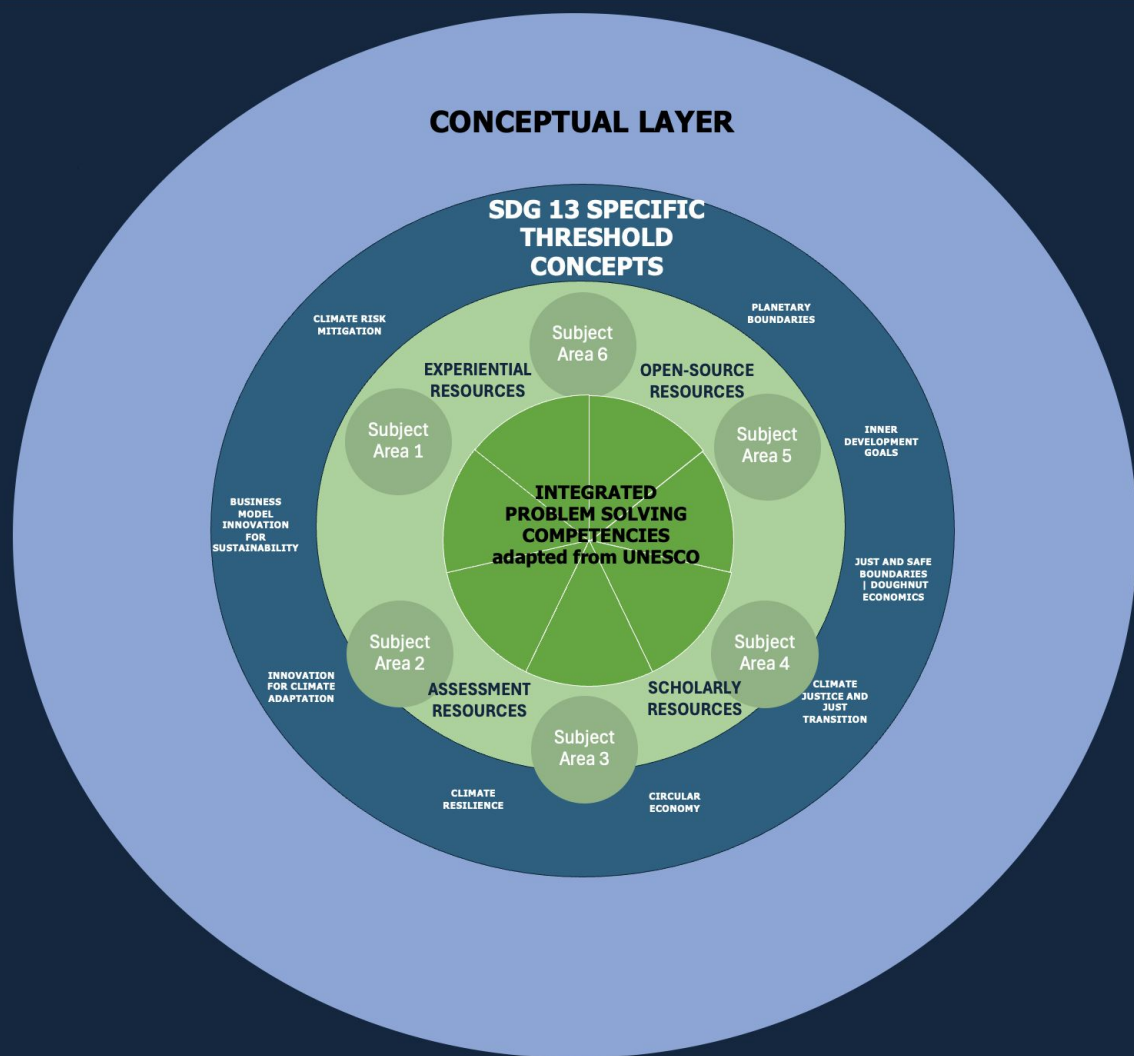 CONCEPTUAL LAYER
SDG 13 SPECIFIC
THRESHOLD
CONCEPTS
CLIMATE RISK
MITIGATION
PLANETARY
BOUNDARIES
Subject
Area 6
EXPERIENTIAL
RESOURCES
OPEN-SOURCE
RESOURCES
Subject
Area 1
Subject
Area 5
INNER
DEVELOPMENT
GOALS
BUSINESS
MODEL
INNOVATION
FOR
SUSTAINABILITY
INTEGRATED
PROBLEM SOLVING
COMPETENCIES
adapted from UNESCO
JUST AND SAFE
BOUNDARIES
| DOUGHNUT
ECONOMICS
Subject
Area 2
Subject
Area 4
INNOVATION
FOR CLIMATE
ADAPTATION
ASSESSMENT
RESOURCES
SCHOLARLY
RESOURCES
CLIMATE
JUSTICE AND
JUST
TRANSITION
Subject
Area 3
CLIMATE
RESILIENCE
CIRCULAR
ECONOMY